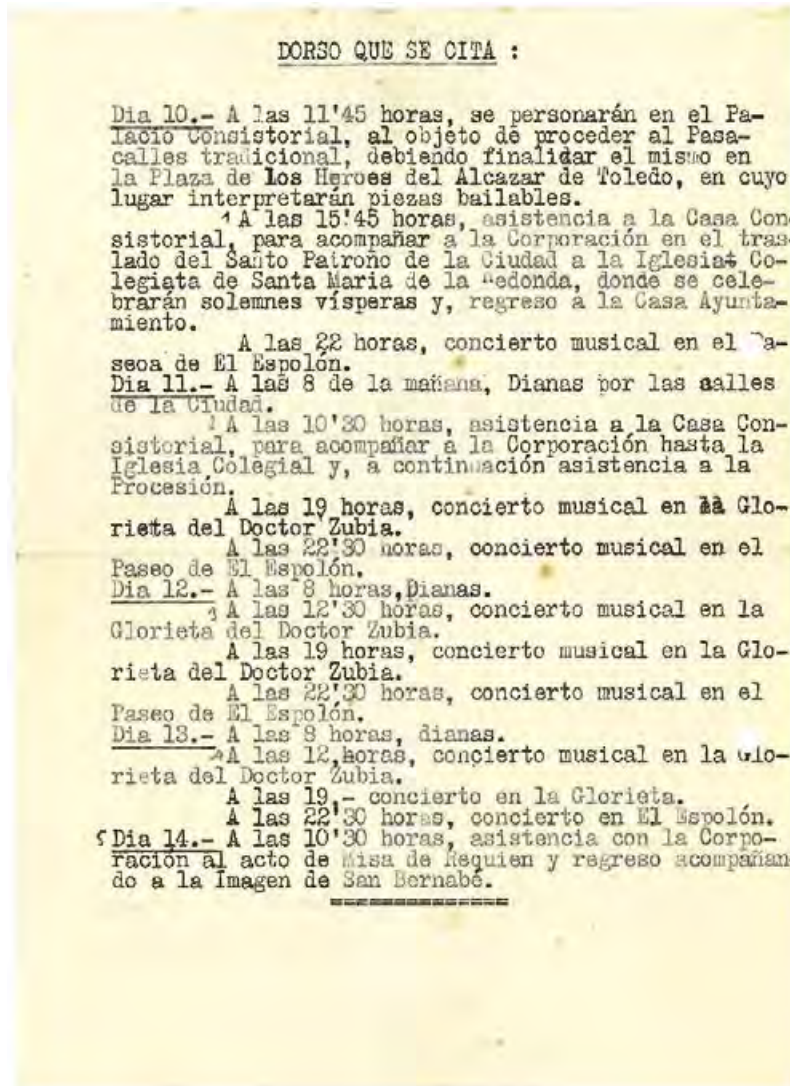 DORSO QUE SE CITA :
Dia 10.- A las 11'45 horas, se personarán en el Pa-
lacio Consistorial, al objeto de proceder al Pasa-
calles tradicional, debiendo finalidar el mismo en
la Plaza de los Heroes del Alcazar de Toledo, en cuyo
lugar interpretarán piezas bailables.
A las 15'45 horas, asistencia a la Casa Con
sistorial, para acompañar a la Corporación en el tras-
lado del Santo Patrono de la Ciudad a la Iglesia Co-
legiata de Santa Maria de la Redonda, donde se cele-
brarán solemnes vísperas y, regreso a la Casa Ayunta-
miento.
A las 22 horas, concierto musical en el Pa-
seoa de El Espolón.
Dia 11.- A las 8 de la mañana, Dianas por las aalles
de la Ciudad.
A las 10'30 horas, asistencia a la Casa Con-
sistorial, para acompañar a la Corporación hasta la
Iglesia Colegial y, a continuación asistencia a la
Procesión.
A las 19 horas, concierto musical en la Glo-
rieta del Doctor Zubia.
A las 22'30 horas, concierto musical en el
Paseo de El Espolón.
Dia 12.- A las 8 horas, Dianas.
A las 12'30 horas, concierto musical en la
Glorieta del Doctor Zubia.
A las 19 horas, concierto musical en la Glo-
rieta del Doctor Zubia.
A las 22'30 horas, concierto musical en el
Paseo de El Espolón.
Dia 13.- A las 8 horas, dianas.
A las 12, horas, concierto musical en la Glo-
rieta del Doctor Zubia.
A las 19,- concierto en la Glorieta.
A las 22'30 horas, concierto en El Espolón.
5 Dia 14.- A las 10'30 horas, asistencia con la Corpo-
ración al acto de Misa de Requien y regreso acompañan
do a la Imagen de San Bernabé.
==============